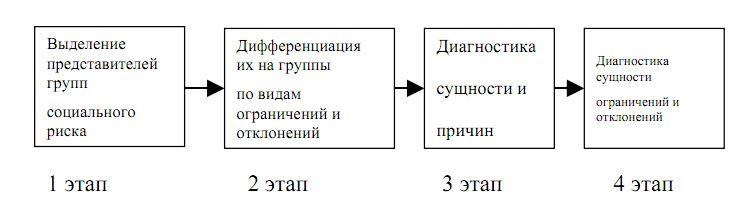 Выделение
представителей
групп
социального
риска
Дифференциация
их на группы
по видам
ограничений и
отклонений
Диагностика
сущности и
причин
Диагностика
сущности
ограничений и
отклонений
1 этап
2 этап
3 этап
4 этап